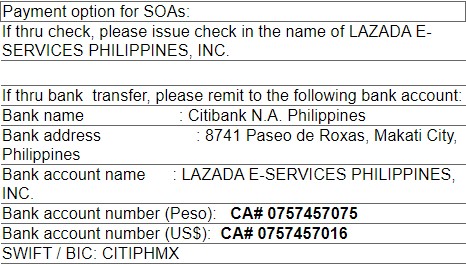 Payment option for SOAs:
If thru check, please issue check in the name of LAZADA E-
SERVICES PHILIPPINES, INC.
If thru bank  transfer, please remit to the following bank account:
Bank name : Citibank N.A. Philippines
Bank address : 8741 Paseo de Roxas, Makati City,
Philippines
Bank account name : LAZADA E-SERVICES PHILIPPINES,
INC.
Bank account number (Peso): CA# 0757457075
Bank account number (US$): CA# 0757457016
SWIFT / BIC: CITIPHMX